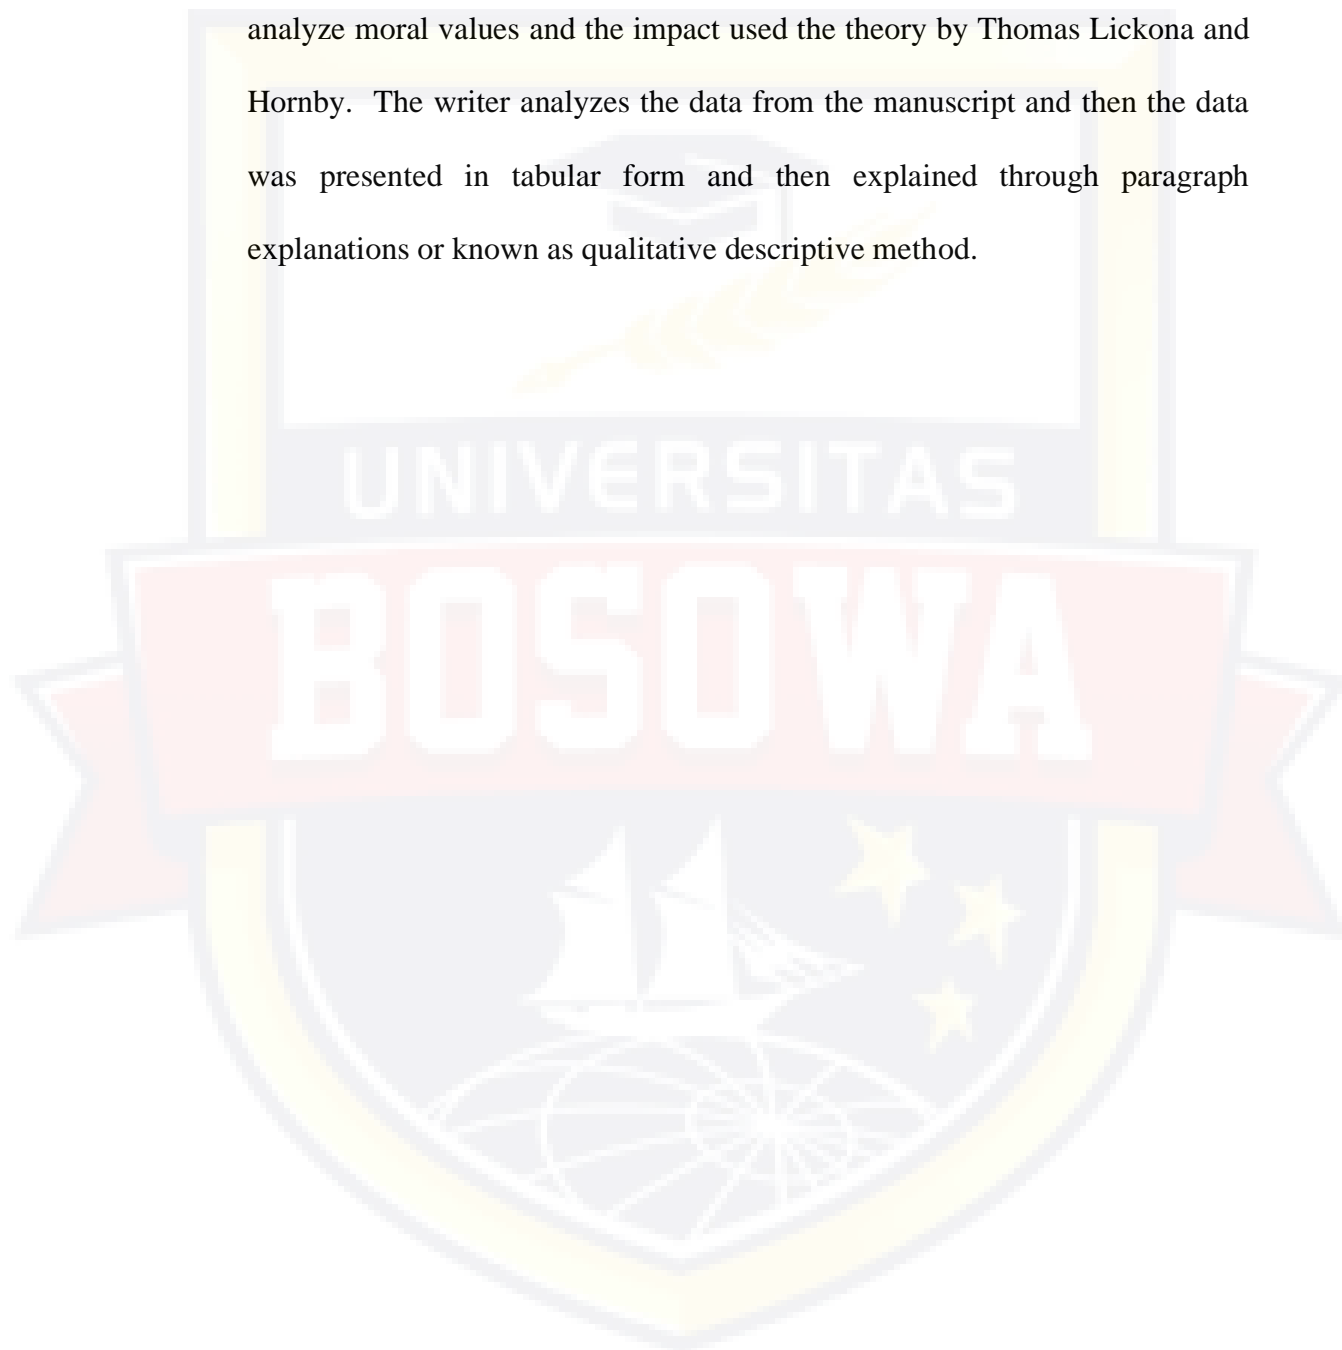 analyze moral values and the impact used the theory by Thomas Lickona and
Hornby. The writer analyzes the data from the manuscript and then the data
was presented in tabular form and then explained through paragraph
explanations or known as qualitative descriptive method.
UNIVERSITAS
BOSOWA